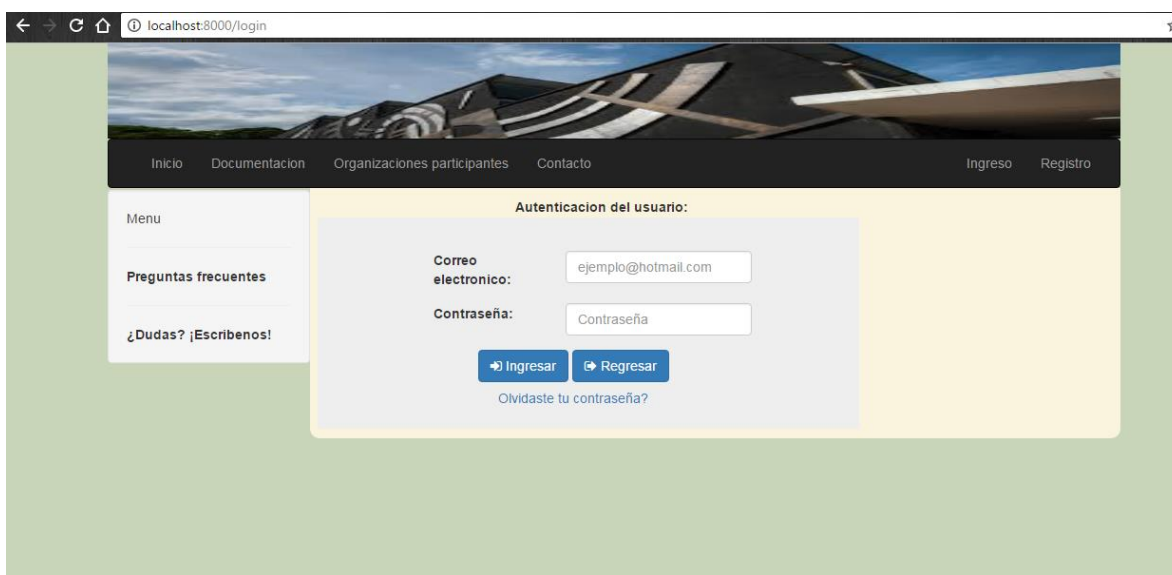 localhost:8000/login
Inicio Documentacion Organizaciones participantes Contacto Ingreso Registro
Menu
Preguntas frecuentes
¿Dudas? ¡Escribenos!
Autenticacion del usuario:
Correo
electronico:
ejemplo@hotmail.com
Contraseña:
Contraseña
Ingresar Regresar
Olvidaste tu contraseña?